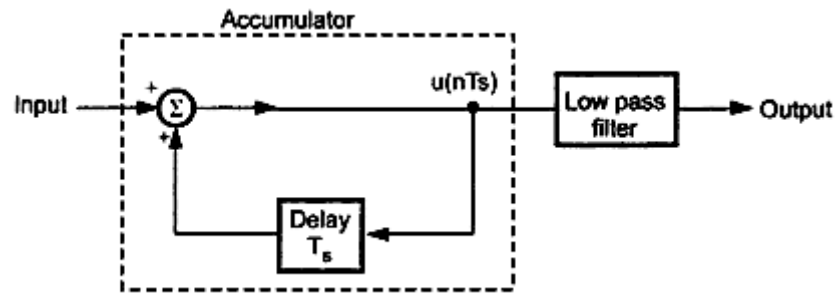 Accumulator
+
Input
Σ
+
u(nTs)
Low pass
filter
Output
Delay
Ts